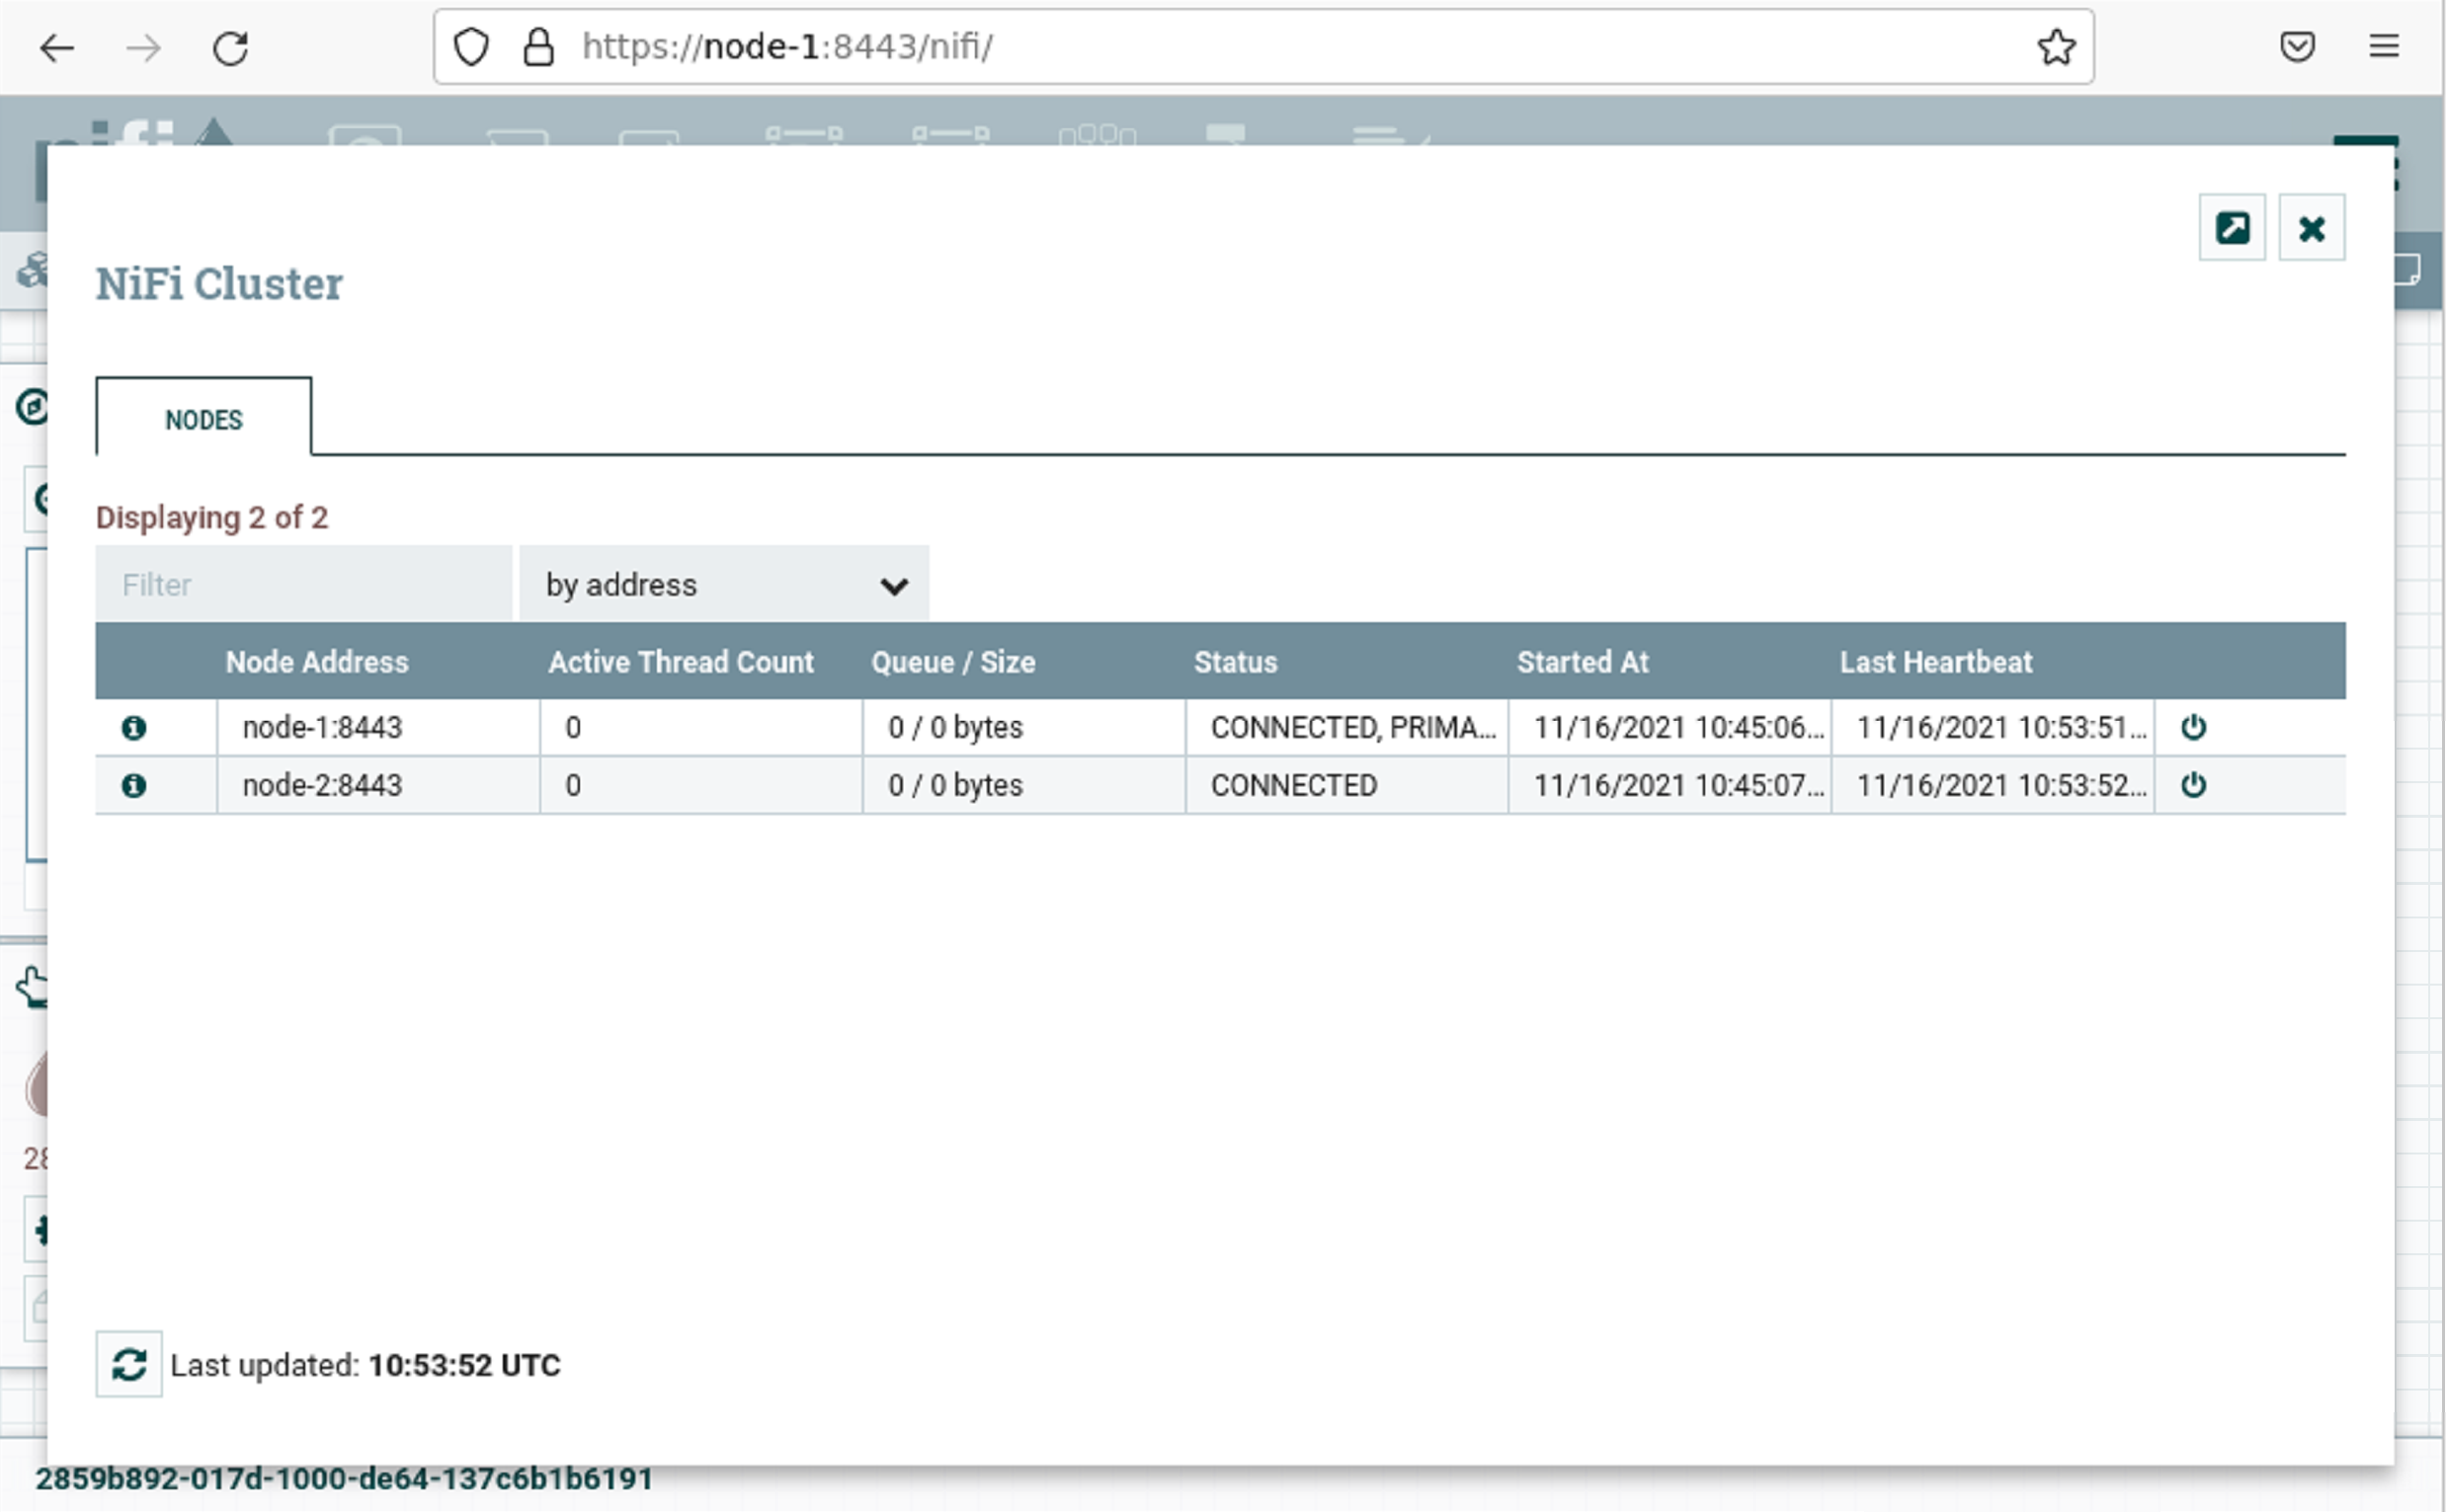 https://node-1:8443/nifi/
NiFi Cluster
NODES
Displaying 2 of 2
Filter by address
Node Address Active Thread Count Queue / Size Status Started At Last Heartbeat
node-1:8443 0 0 / 0 bytes CONNECTED, PRIMA... 11/16/2021 10:45:06... 11/16/2021 10:53:51...
node-2:8443 0 0 / 0 bytes CONNECTED 11/16/2021 10:45:07... 11/16/2021 10:53:52...
28
Last updated: 10:53:52 UTC
2859b892-017d-1000-de64-137c6b1b6191